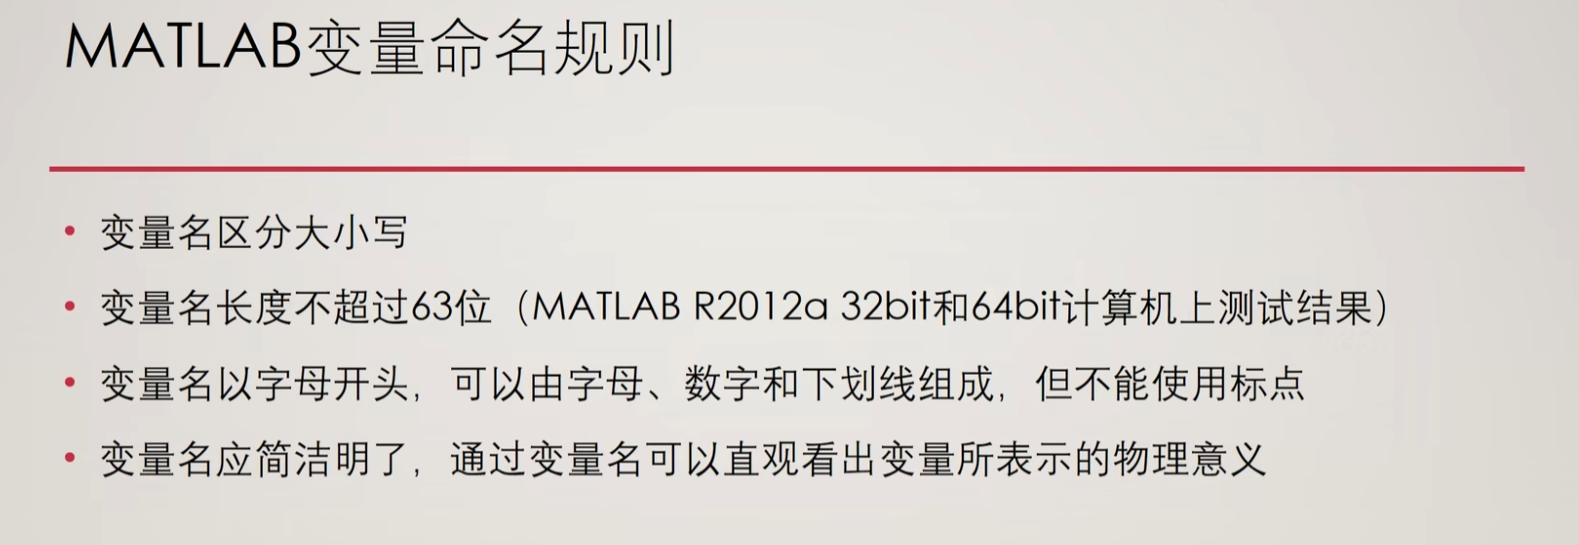 MATLAB变量命名规则
• 变量名区分大小写
• 变量名长度不超过63位（MATLAB R2012a 32bit和64bit计算机上测试结果）
• 变量名以字母开头，可以由字母、数字和下划线组成，但不能使用标点
• 变量名应简洁明了，通过变量名可以直观看出变量所表示的物理意义